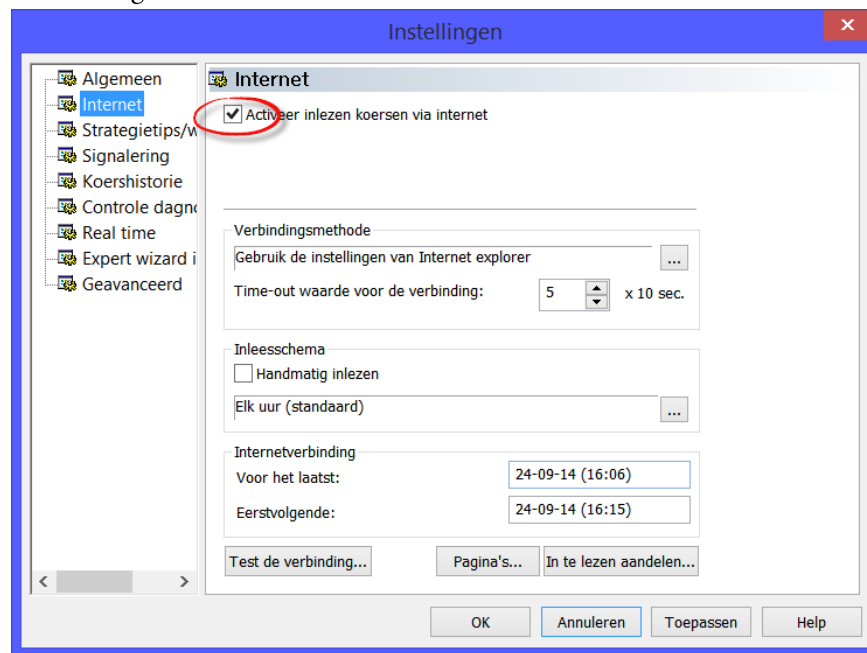 Instellingen
Algemeen
Internet
Strategietips/w
Signalering
Koershistorie
Controle dagno
Real time
Expert wizard i
Geavanceerd
Internet
Activeer inlezen koersen via internet
Verbindingsmethode
Gebruik de instellingen van Internet explorer
...
Time-out waarde voor de verbinding: 5 x 10 sec.
Inleesschema
Handmatig inlezen
Elk uur (standaard)
...
Internetverbinding
Voor het laatst: 24-09-14 (16:06)
Eerstvolgende: 24-09-14 (16:15)
Test de verbinding... Pagina's... In te lezen aandelen...
OK Annuleren Toepassen Help